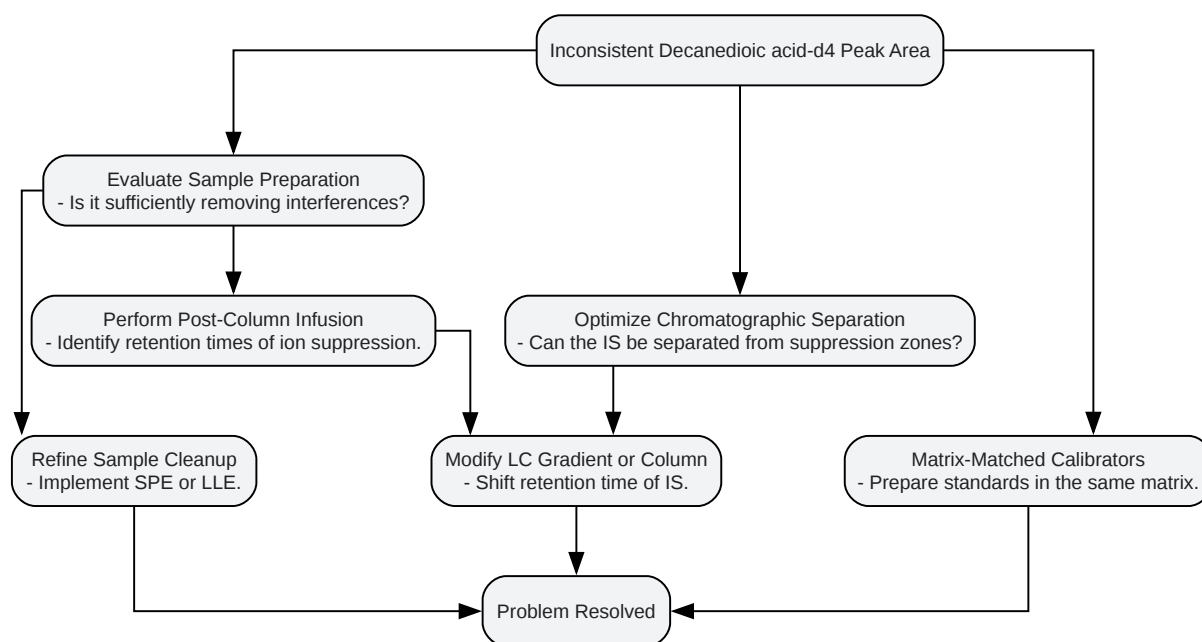 Inconsistent Decanedioic acid-d4 Peak Area
Evaluate Sample Preparation
- Is it sufficiently removing interferences?
Perform Post-Column Infusion
- Identify retention times of ion suppression.
Optimize Chromatographic Separation
- Can the IS be separated from suppression zones?
Refine Sample Cleanup
- Implement SPE or LLE.
Modify LC Gradient or Column
- Shift retention time of IS.
Matrix-Matched Calibrators
- Prepare standards in the same matrix.
Problem Resolved